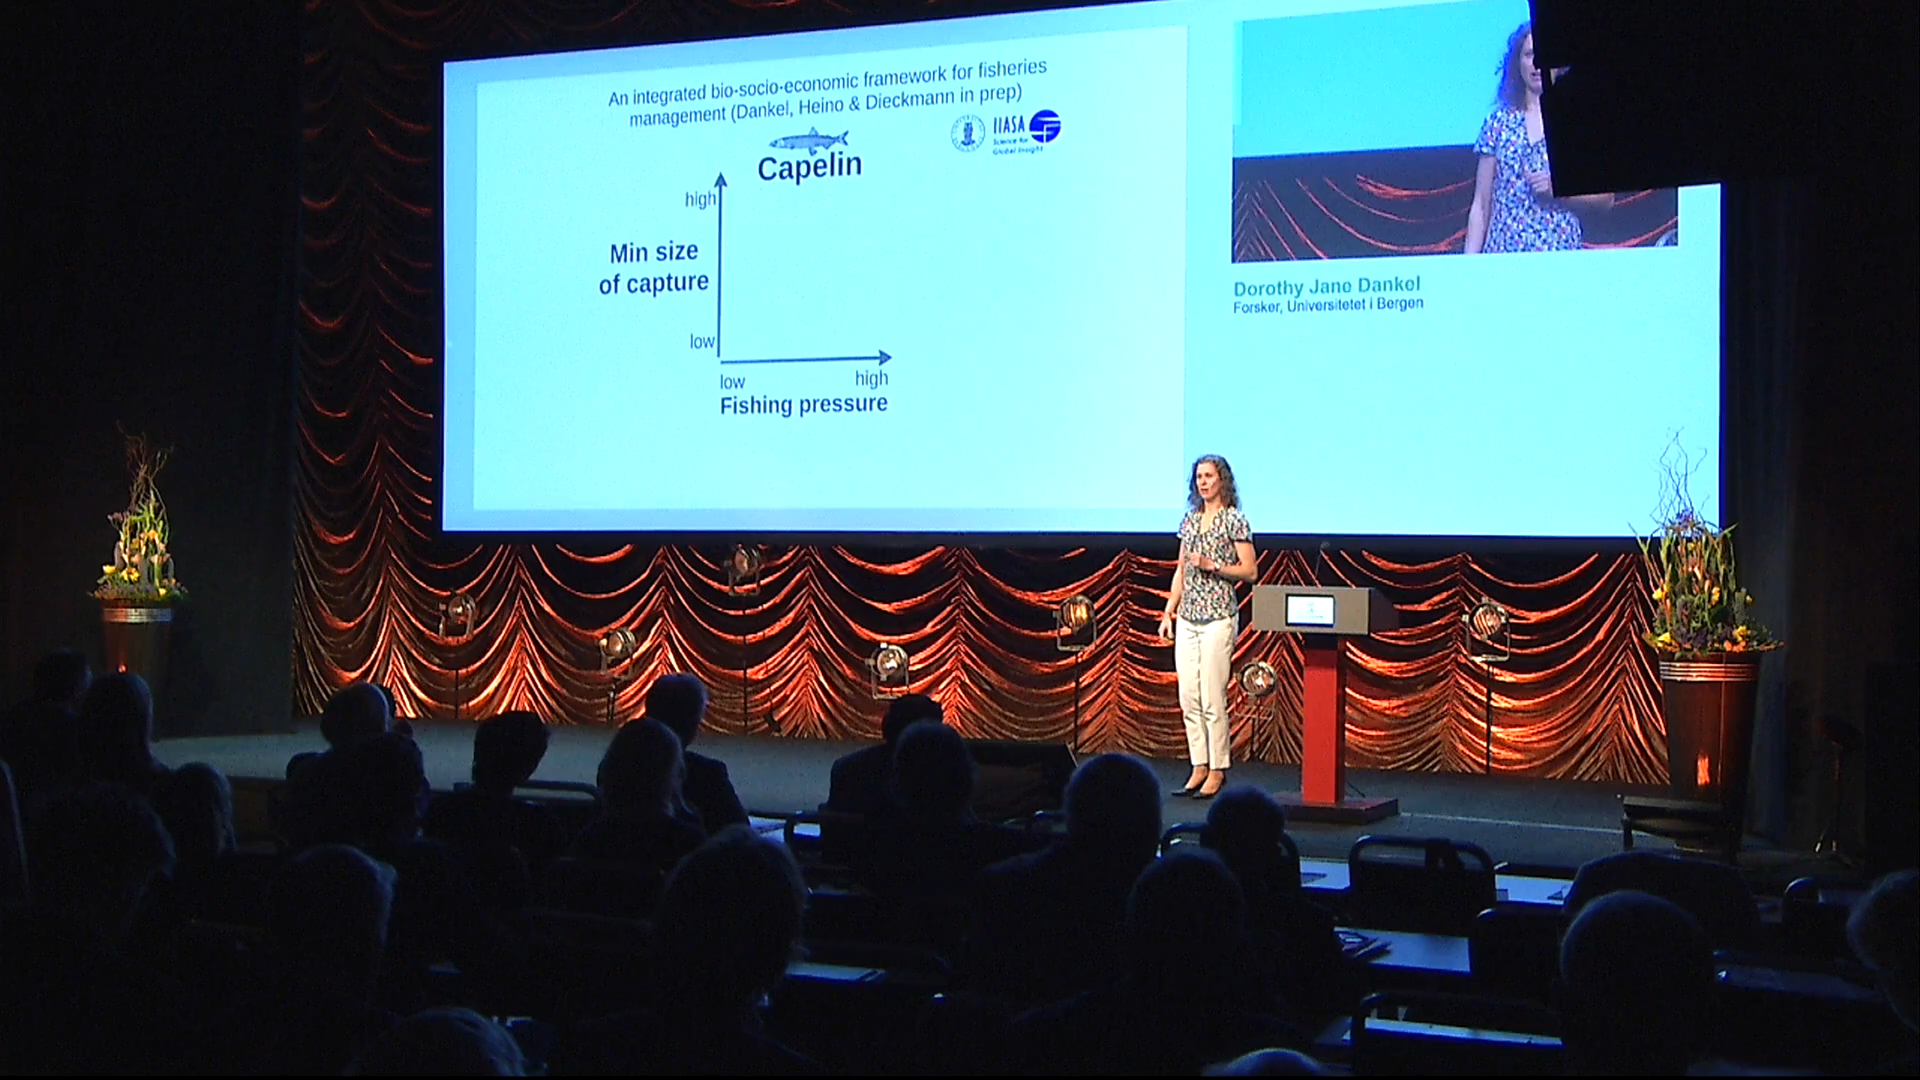 An integrated bio-socio-economic framework for fisheries
management (Dankel, Heino & Dieckmann in prep)
IIASA
Science for
Global Insight
Capelin
high
Min size
of capture
low
low
high
Fishing pressure
Dorothy Jane Dankel
Forsker, Universitetet i Bergen